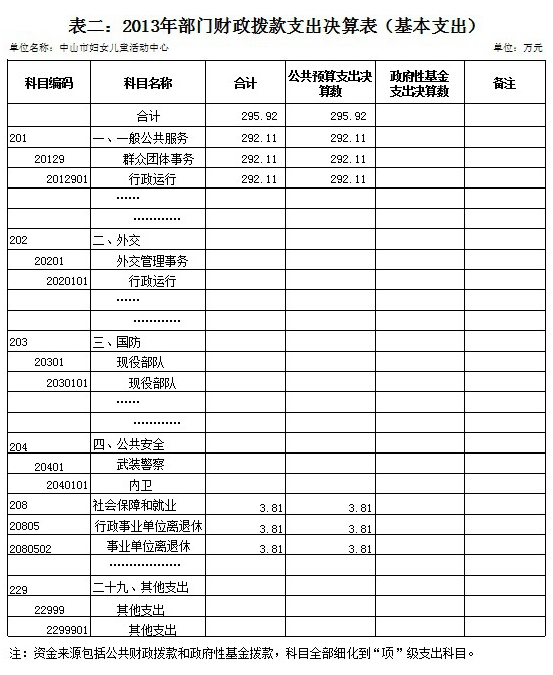 表二：2013年部门财政拨款支出决算表（基本支出）
单位名称：中山市妇女儿童活动中心 单位：万元
科目编码 科目名称 合计 公共预算支出决算数 政府性基金支出决算数 备注
合计 295.92 295.92
201 一、一般公共服务 292.11 292.11
20129 群众团体事务 292.11 292.11
2012901 行政运行 292.11 292.11
……
…………
202 二、外交
20201 外交管理事务
2020101 行政运行
……
…………
203 三、国防
20301 现役部队
2030101 现役部队
……
…………
204 四、公共安全
20401 武装警察
2040101 内卫
208 社会保障和就业 3.81 3.81
20805 行政事业单位离退休 3.81 3.81
2080502 事业单位离退休 3.81 3.81
………………
229 二十九、其他支出
22999 其他支出
2299901 其他支出
注：资金来源包括公共财政拨款和政府性基金拨款，科目全部细化到“项”级支出科目。